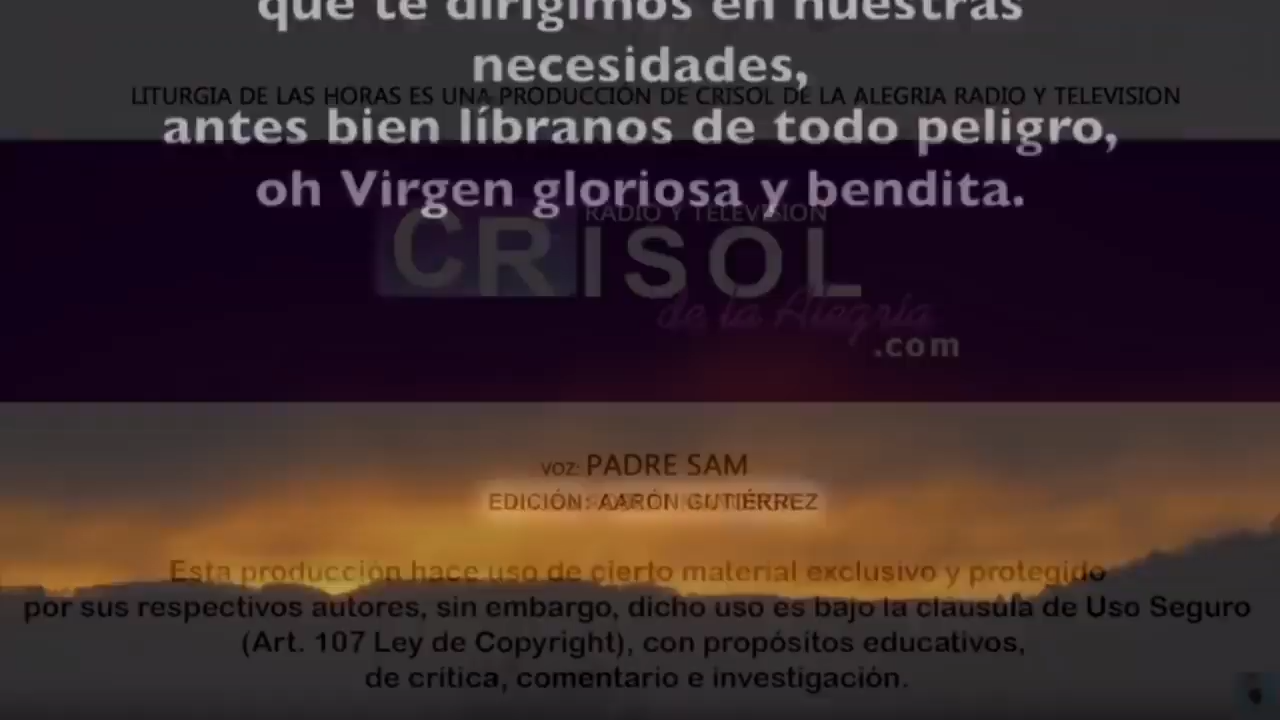 que te dirigimos en nuestras
necesidades,
LITURGIA DE LAS HORAS ES UNA PRODUCCIÓN DE CRISOL DE LA ALEGRIA RADIO Y TELEVISION
antes bien líbranos de todo peligro,
oh Virgen gloriosa y bendita.
RADIO Y TELEVISION
CRISOL
de la Alegría
.com
VOZ: PADRE SAM
EDICIÓN: AARÓN GUTIÉRREZ
Esta producción hace uso de cierto material exclusivo y protegido
por sus respectivos autores, sin embargo, dicho uso es bajo la clausula de Uso Seguro
(Art. 107 Ley de Copyright), con propósitos educativos,
de crítica, comentario e investigación.